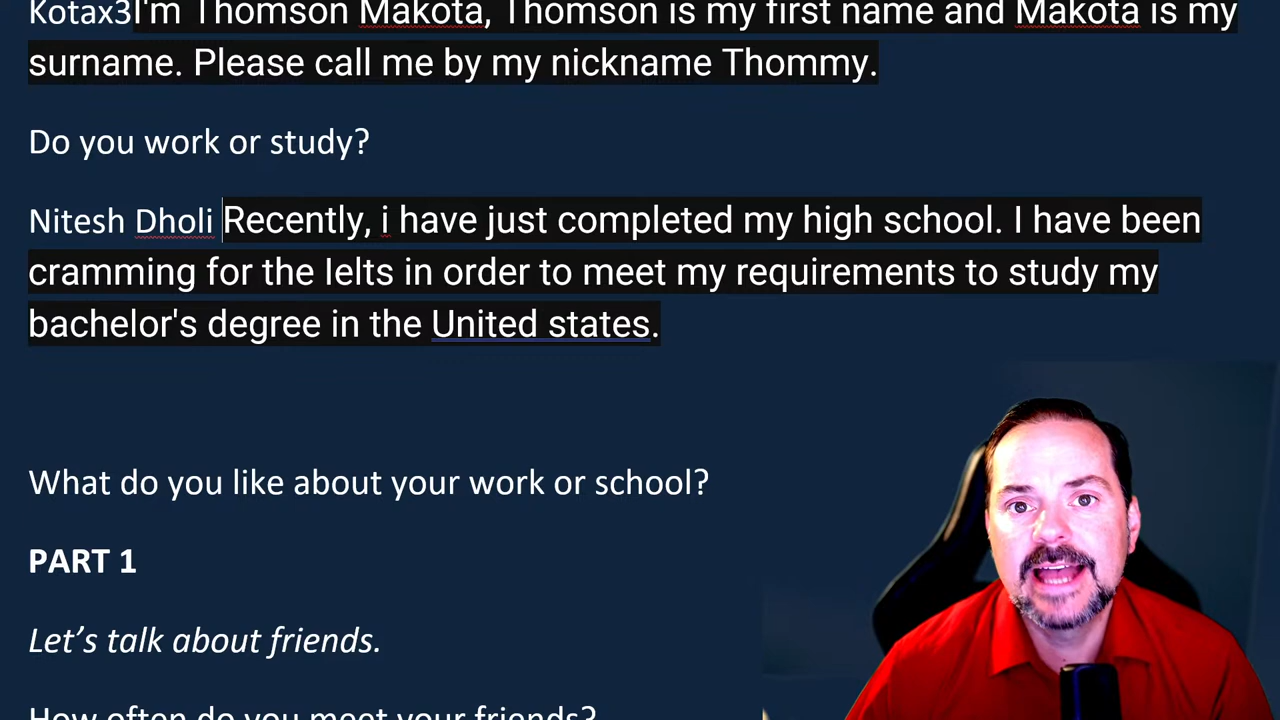 Kotax3I'm Thomson Makota, Thomson is my first name and Makota is my
surname. Please call me by my nickname Thommy.
Do you work or study?
Nitesh Dholi Recently, i have just completed my high school. I have been
cramming for the Ielts in order to meet my requirements to study my
bachelor's degree in the United states.
What do you like about your work or school?
PART 1
Let's talk about friends.
How often do you meet your friends?